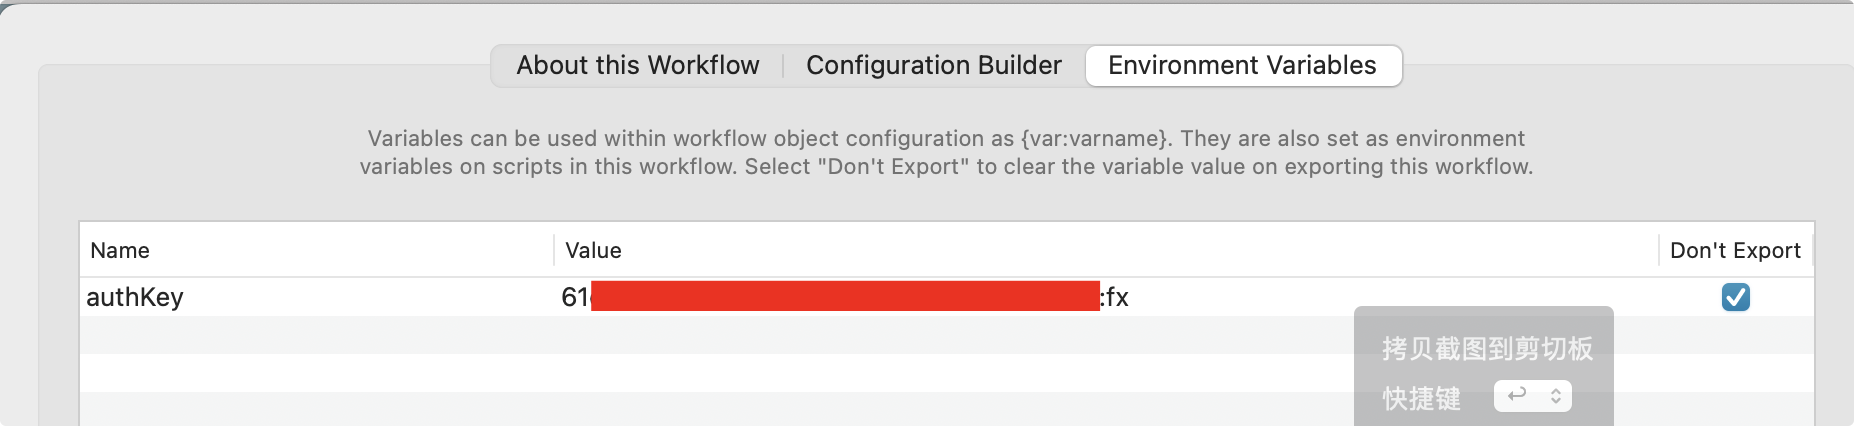 About this Workflow
Configuration Builder
Environment Variables
Variables can be used within workflow object configuration as {var:varname}. They are also set as environment
variables on scripts in this workflow. Select "Don't Export" to clear the variable value on exporting this workflow.
Name
Value
Don't Export
authKey
61
:fx
拷贝截图到剪切板
快捷键